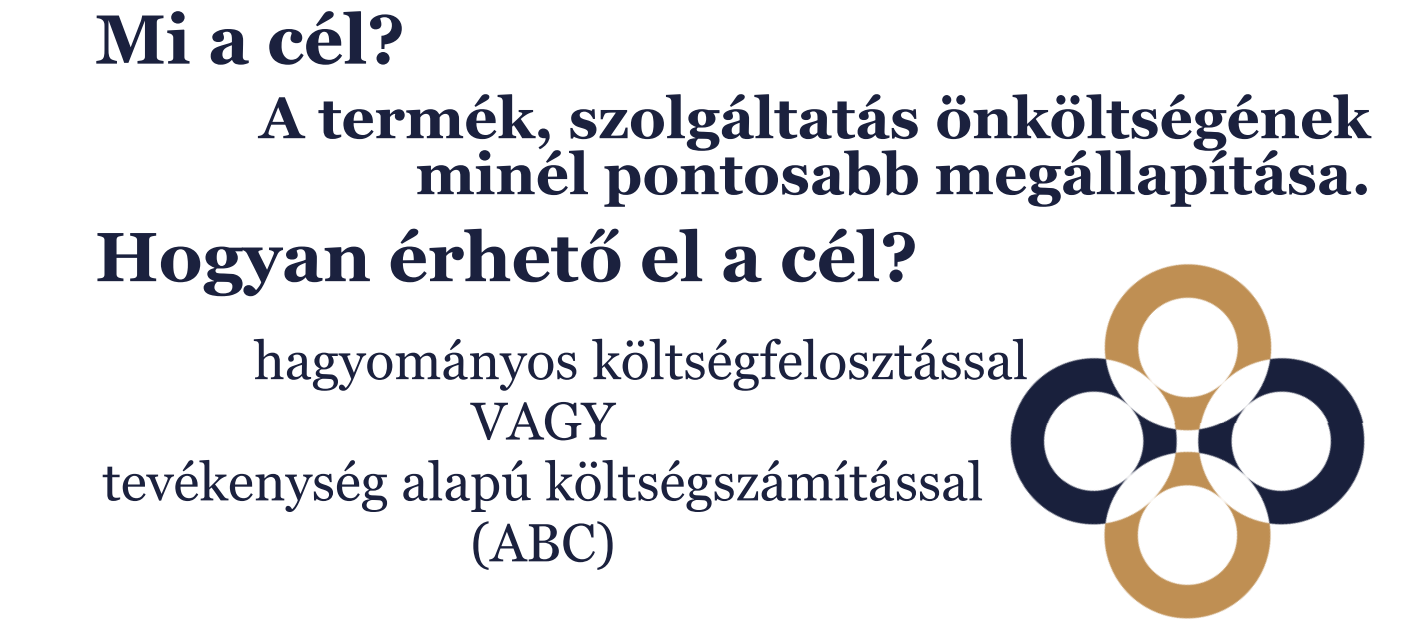 Mi a cél?
A termék, szolgáltatás önköltségének
minél pontosabb megállapítása.
Hogyan érhető el a cél?
hagyományos költségfelosztással
VAGY
tevékenység alapú költségszámítással
(ABC)